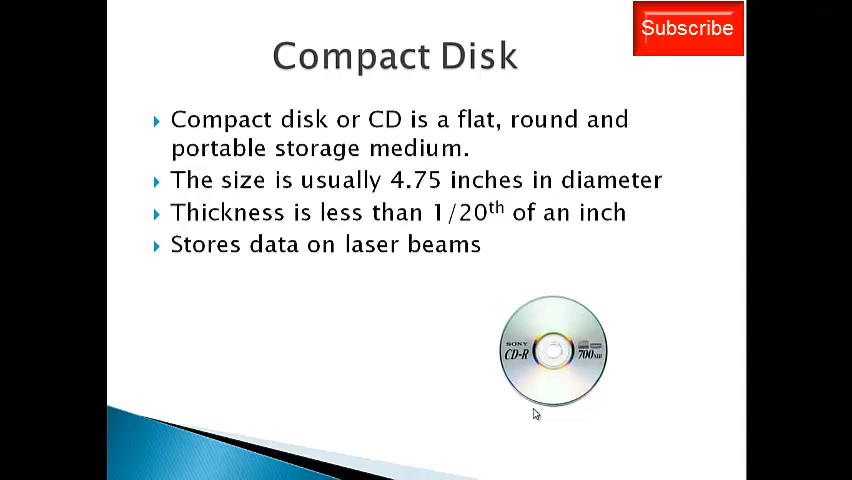 Subscribe
Compact Disk
Compact disk or CD is a flat, round and
portable storage medium.
The size is usually 4.75 inches in diameter
Thickness is less than 1/20th of an inch
Stores data on laser beams
SONY
CD-R
700MB